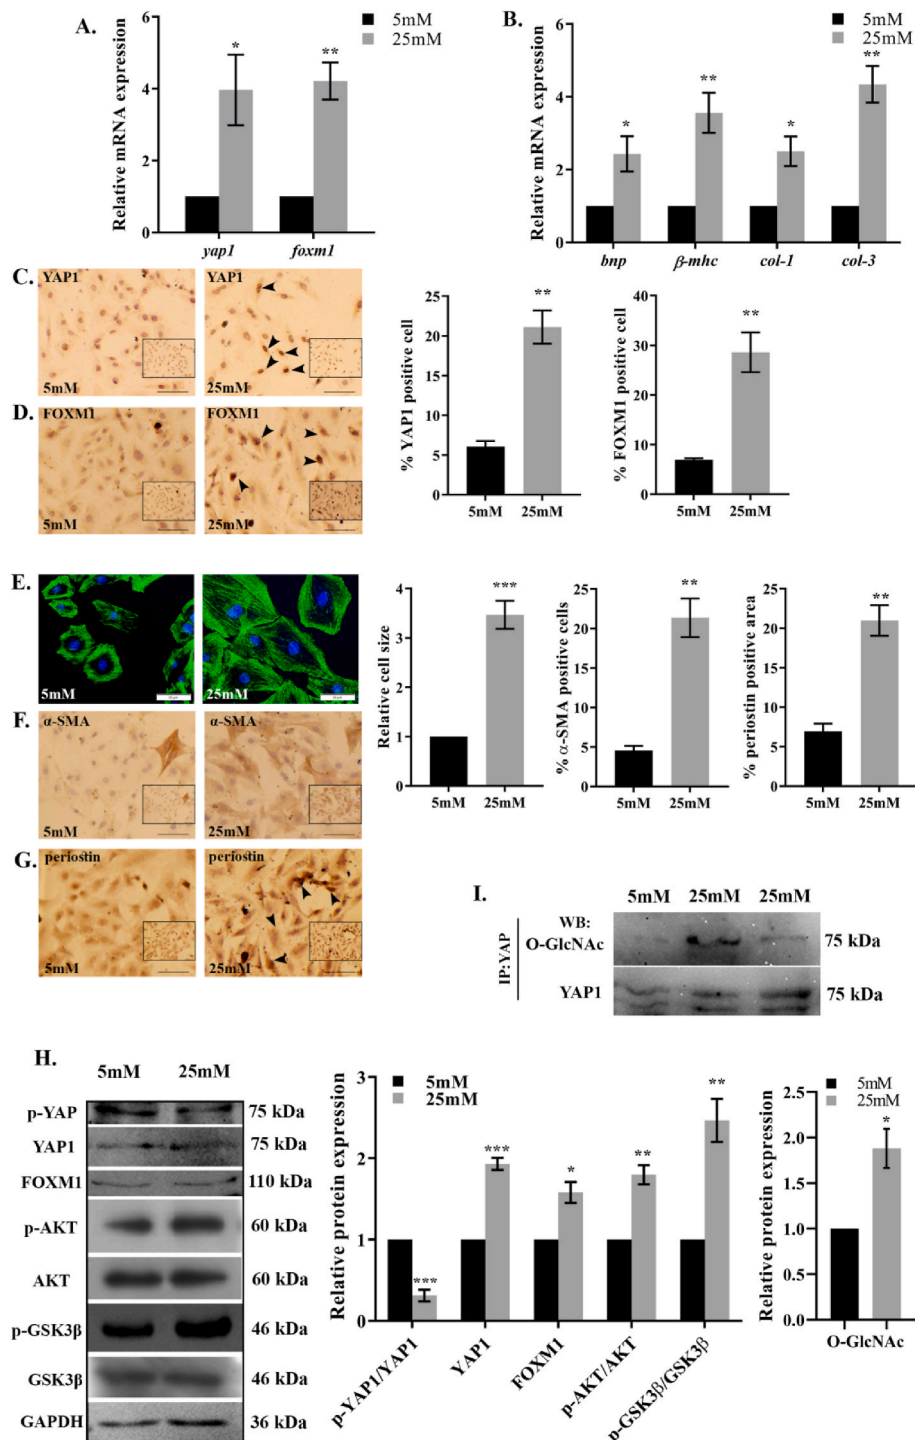 A.
5mM
25mM
Relative mRNA expression
6
4
2
0
*
**
yap1
foxm1
B.
5mM
25mM
Relative mRNA expression
6
4
2
0
*
**
*
**
bnp
β-mhc
col-1
col-3
C.
YAP1
5mM
YAP1
25mM
% YAP1 positive cell
25
20
15
10
5
0
**
5mM
25mM
% FOXM1 positive cell
40
30
20
10
0
**
5mM
25mM
D.
FOXM1
5mM
FOXM1
25mM
E.
5mM
25mM
Relative cell size
4
2
0
***
5mM
25mM
% α-SMA positive cells
25
20
15
10
5
0
**
5mM
25mM
% periostin positive area
25
20
15
10
5
0
**
5mM
25mM
F.
α-SMA
5mM
α-SMA
25mM
G.
periostin
5mM
periostin
25mM
I.
5mM 25mM 25mM
IP:YAP
WB:
O-GlcNAc
75 kDa
YAP1
75 kDa
H.
5mM 25mM
p-YAP 75 kDa
YAP1 75 kDa
FOXM1 110 kDa
p-AKT 60 kDa
AKT 60 kDa
p-GSK3β 46 kDa
GSK3β 46 kDa
GAPDH 36 kDa
5mM
25mM
Relative protein expression
3
2
1
0
***
***
*
**
**
p-YAP1/YAP1
YAP1
FOXM1
p-AKT/AKT
p-GSK3β/GSK3β
5mM
25mM
Relative protein expression
2.5
2.0
1.5
1.0
0.5
0.0
*
O-GlcNAc